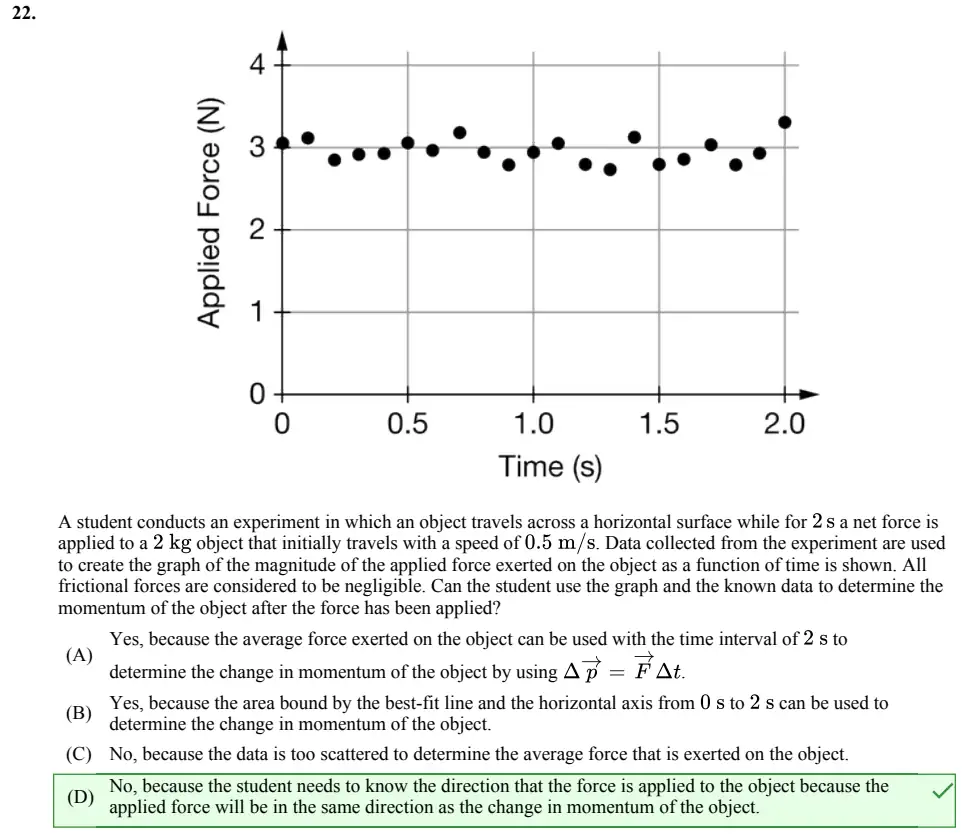 22.
4
3
2
1
0
Applied Force (N)
0 0.5 1.0 1.5 2.0
Time (s)
A student conducts an experiment in which an object travels across a horizontal surface while for 2 s a net force is
applied to a 2 kg object that initially travels with a speed of 0.5 m/s. Data collected from the experiment are used
to create the graph of the magnitude of the applied force exerted on the object as a function of time is shown. All
frictional forces are considered to be negligible. Can the student use the graph and the known data to determine the
momentum of the object after the force has been applied?
(A) Yes, because the average force exerted on the object can be used with the time interval of 2 s to
determine the change in momentum of the object by using Δp⃗ = F⃗Δt.
(B) Yes, because the area bound by the best-fit line and the horizontal axis from 0 s to 2 s can be used to
determine the change in momentum of the object.
(C) No, because the data is too scattered to determine the average force that is exerted on the object.
(D) No, because the student needs to know the direction that the force is applied to the object because the
applied force will be in the same direction as the change in momentum of the object.